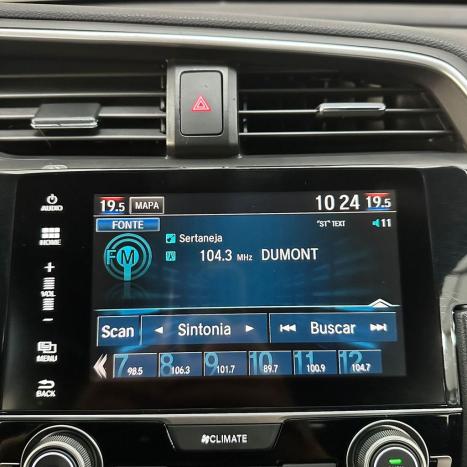 19.5 MAPA 10 24 19.5
AUDIO
FONTE "ST" TEXT 11
Sertaneja
HOME
FM 104.3 MHz DUMONT
+
VOL
−
Scan Sintonia Buscar
MENU
7 98.5 8 106.3 9 101.7 10 89.7 11 100.9 12 104.7
BACK
CLIMATE